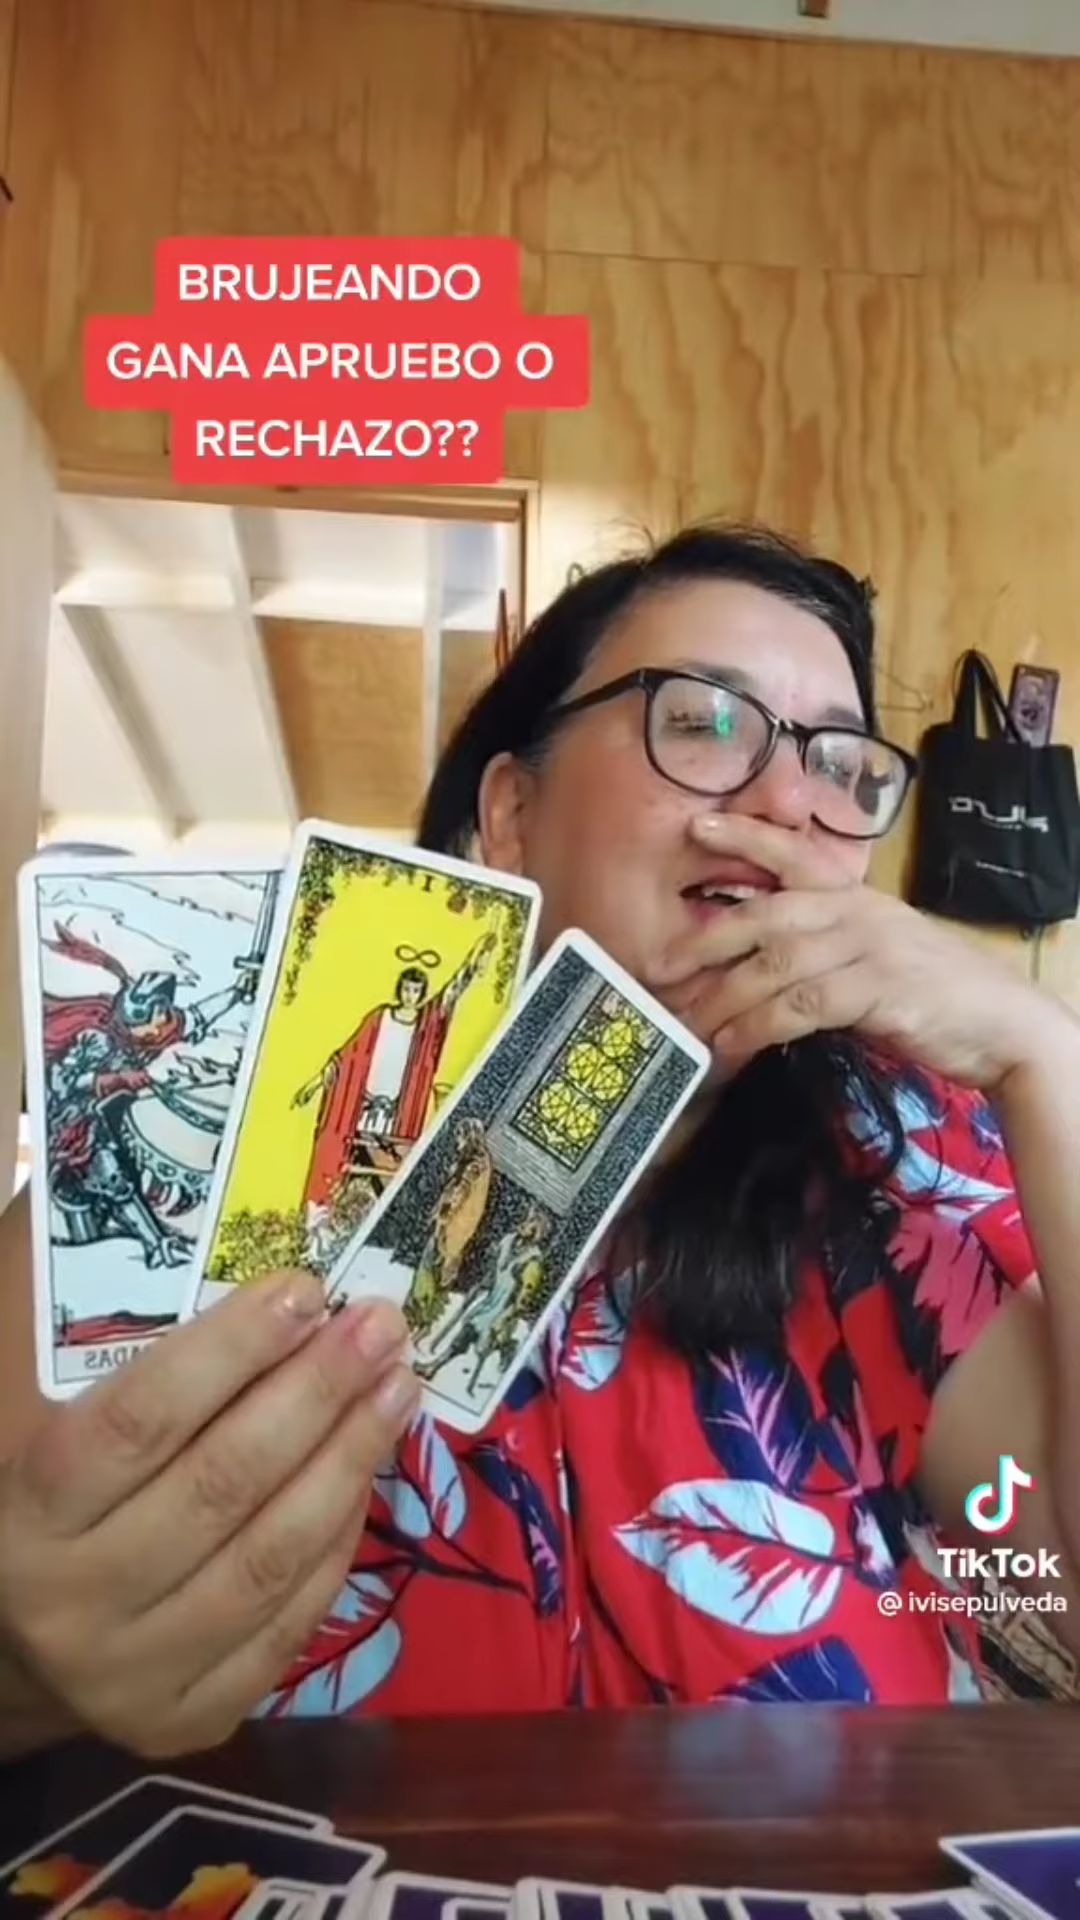 BRUJEANDO
GANA APRUEBO O
RECHAZO??
I
TikTok
@ivisepulveda